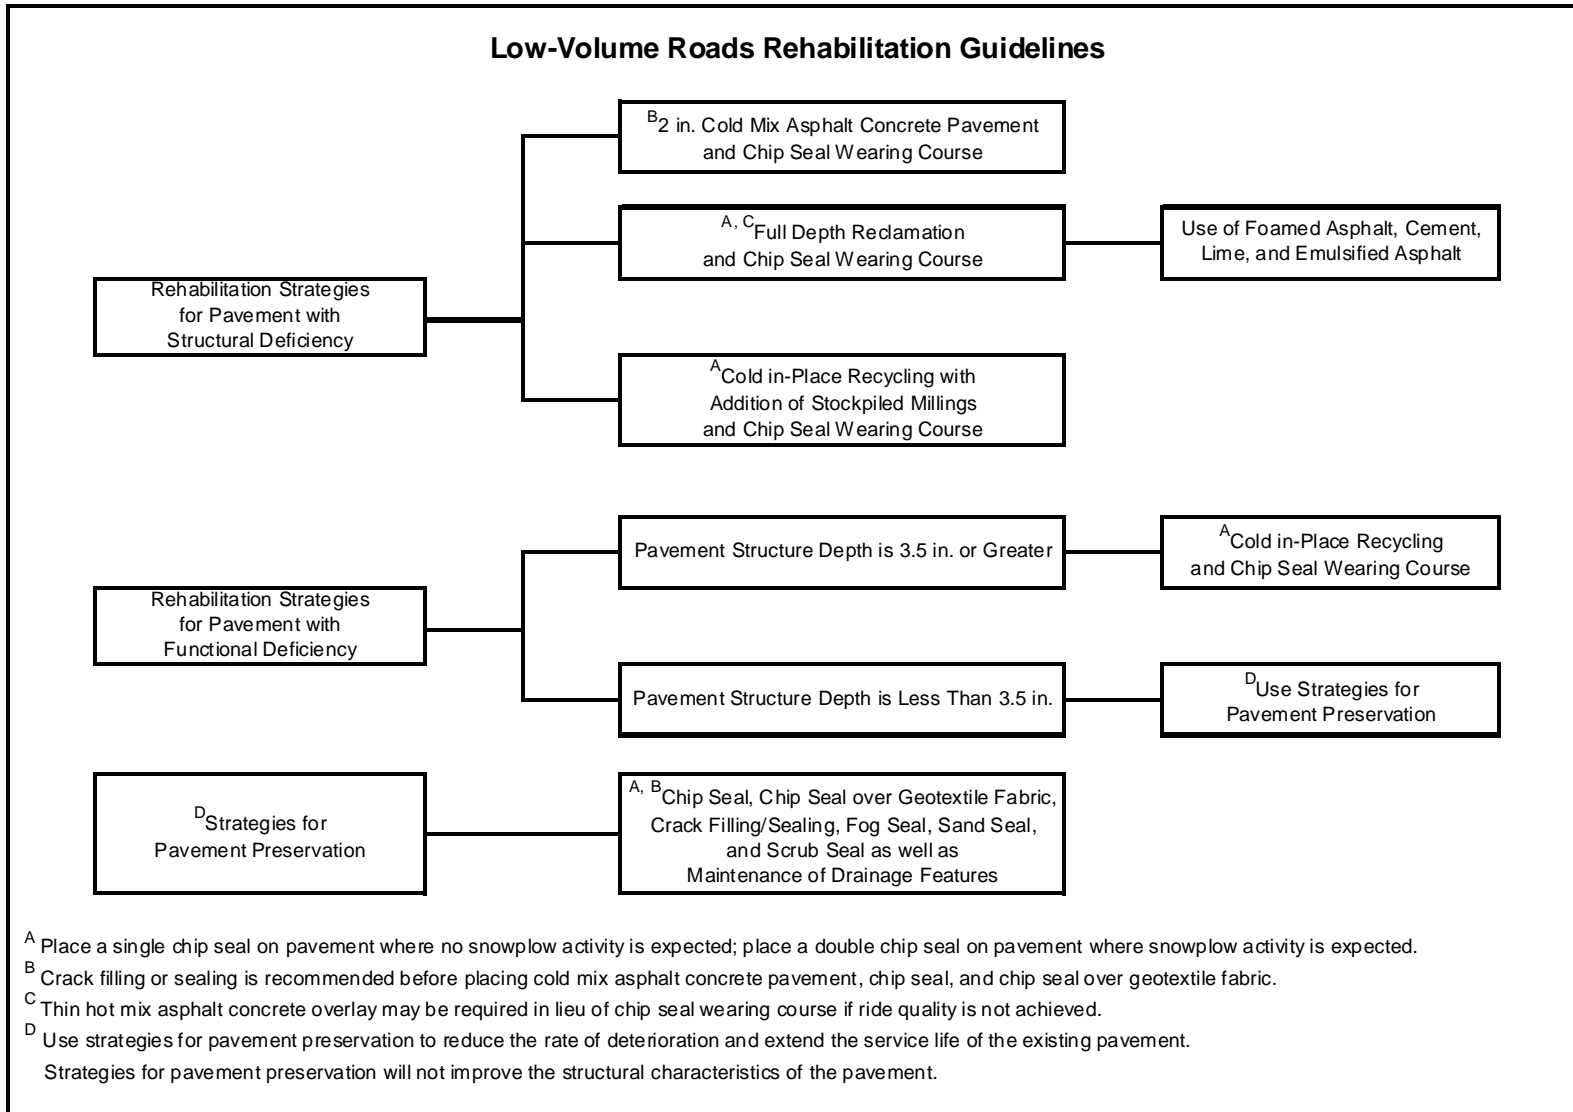 Low-Volume Roads Rehabilitation Guidelines
B2 in. Cold Mix Asphalt Concrete Pavement
and Chip Seal Wearing Course
A, CFull Depth Reclamation
and Chip Seal Wearing Course
Use of Foamed Asphalt, Cement,
Lime, and Emulsified Asphalt
Rehabilitation Strategies
for Pavement with
Structural Deficiency
ACold in-Place Recycling with
Addition of Stockpiled Millings
and Chip Seal Wearing Course
Pavement Structure Depth is 3.5 in. or Greater
ACold in-Place Recycling
and Chip Seal Wearing Course
Rehabilitation Strategies
for Pavement with
Functional Deficiency
Pavement Structure Depth is Less Than 3.5 in.
DUse Strategies for
Pavement Preservation
DStrategies for
Pavement Preservation
A, BChip Seal, Chip Seal over Geotextile Fabric,
Crack Filling/Sealing, Fog Seal, Sand Seal,
and Scrub Seal as well as
Maintenance of Drainage Features
A Place a single chip seal on pavement where no snowplow activity is expected; place a double chip seal on pavement where snowplow activity is expected.
B Crack filling or sealing is recommended before placing cold mix asphalt concrete pavement, chip seal, and chip seal over geotextile fabric.
C Thin hot mix asphalt concrete overlay may be required in lieu of chip seal wearing course if ride quality is not achieved.
D Use strategies for pavement preservation to reduce the rate of deterioration and extend the service life of the existing pavement.
Strategies for pavement preservation will not improve the structural characteristics of the pavement.